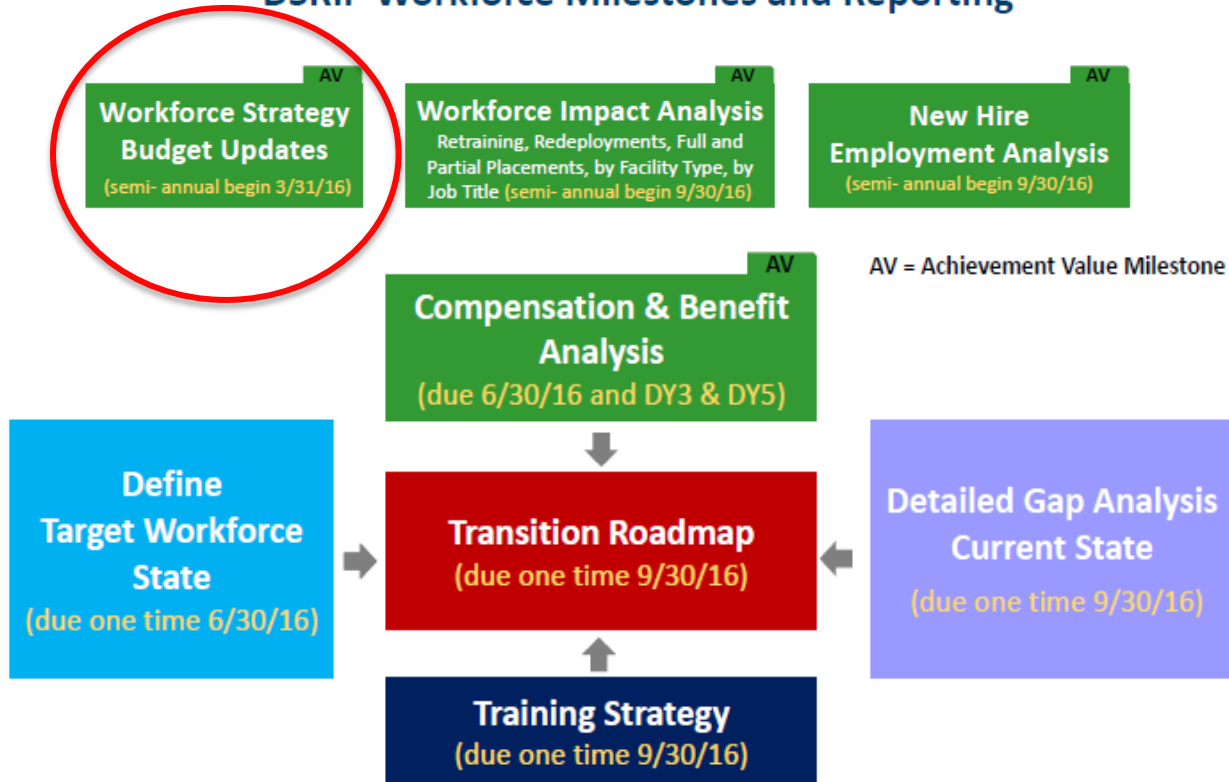 DSRIP Workforce Milestones and Reporting
AV
Workforce Strategy
Budget Updates
(semi- annual begin 3/31/16)
AV
Workforce Impact Analysis
Retraining, Redeployments, Full and
Partial Placements, by Facility Type, by
Job Title (semi- annual begin 9/30/16)
AV
New Hire
Employment Analysis
(semi- annual begin 9/30/16)
AV = Achievement Value Milestone
AV
Compensation & Benefit
Analysis
(due 6/30/16 and DY3 & DY5)
Define
Target Workforce
State
(due one time 6/30/16)
Transition Roadmap
(due one time 9/30/16)
Detailed Gap Analysis
Current State
(due one time 9/30/16)
Training Strategy
(due one time 9/30/16)